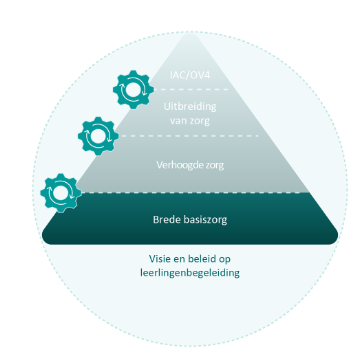 IAC/OV4
Uitbreiding
van zorg
Verhoogde zorg
Brede basiszorg
Visie en beleid op
leerlingenbegeleiding